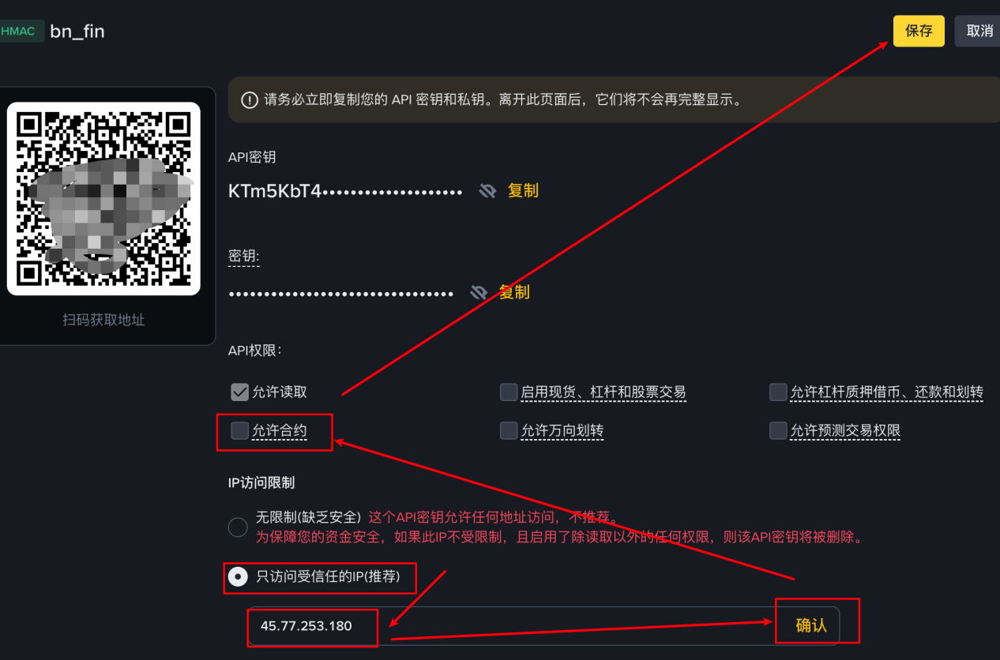 HMAC bn_fin
保存 取消
请务必立即复制您的 API 密钥和私钥。离开此页面后，它们将不会再完整显示。
API密钥
KTm5KbT4•••••••••••••••••••• 复制
密钥:
•••••••••••••••••••••••••••••••• 复制
扫码获取地址
API权限：
允许读取 启用现货、杠杆和股票交易 允许杠杆质押借币、还款和划转
允许合约 允许万向划转 允许预测交易权限
IP访问限制
无限制(缺乏安全) 这个API密钥允许任何地址访问，不推荐。
为保障您的资金安全，如果此IP不受限制，且启用了除读取以外的任何权限，则该API密钥将被删除。
只访问受信任的IP(推荐)
45.77.253.180 确认